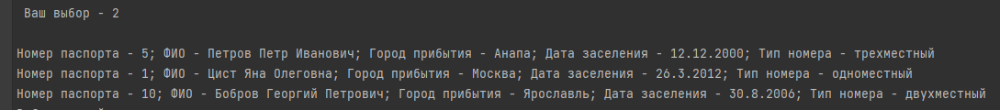 Ваш выбор - 2
Номер паспорта - 5; ФИО - Петров Петр Иванович; Город прибытия - Анапа; Дата заселения - 12.12.2000; Тип номера - трехместный
Номер паспорта - 1; ФИО - Цист Яна Олеговна; Город прибытия - Москва; Дата заселения - 26.3.2012; Тип номера - одноместный
Номер паспорта - 10; ФИО - Бобров Георгий Петрович; Город прибытия - Ярославль; Дата заселения - 30.8.2006; Тип номера - двухместный